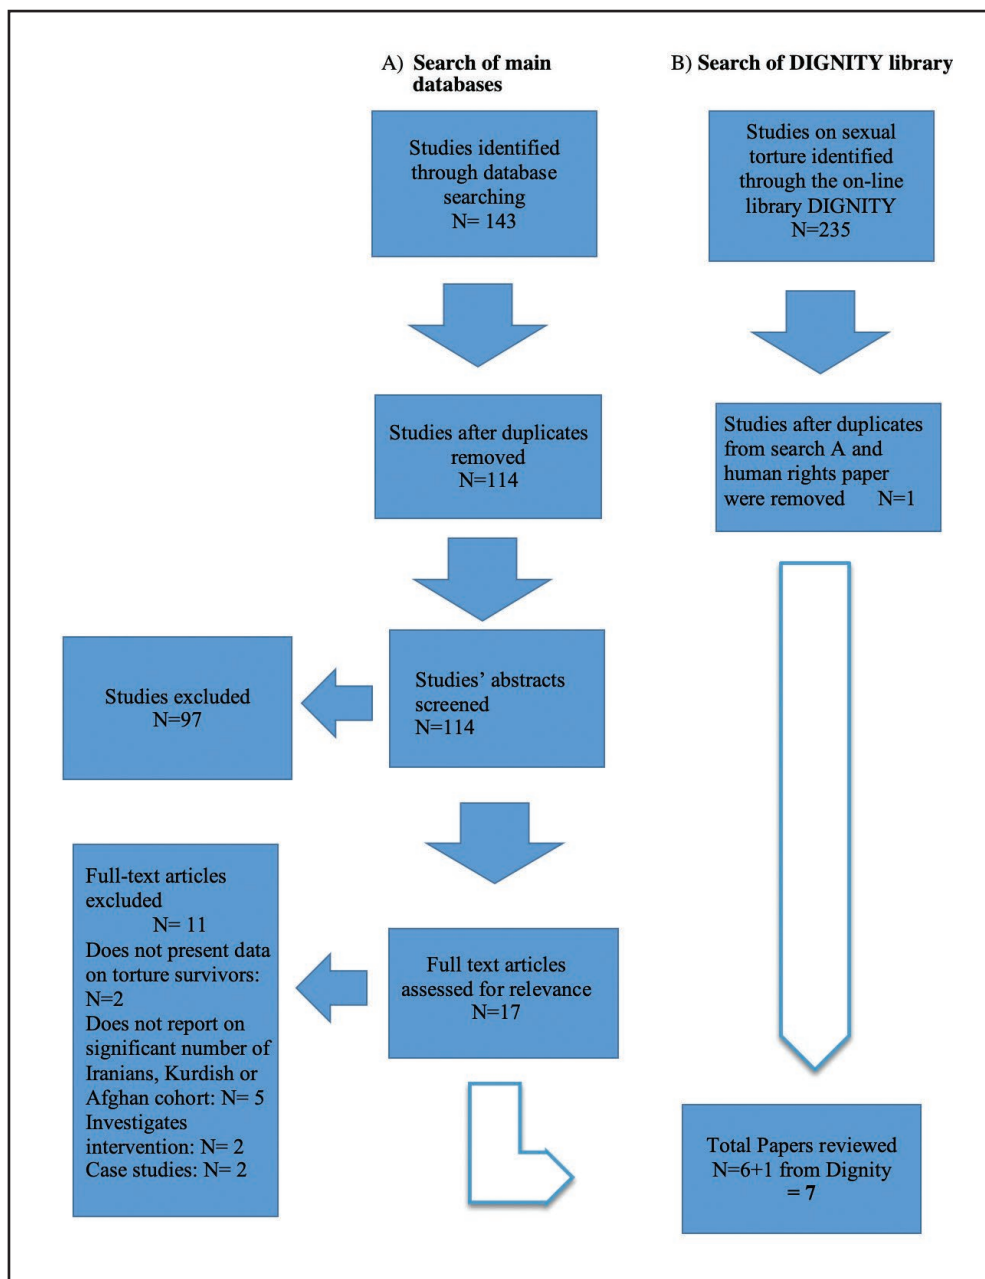 A) Search of main
databases
B) Search of DIGNITY library
Studies identified
through database
searching
N= 143
Studies on sexual
torture identified
through the on-line
library DIGNITY
N=235
Studies after duplicates
removed
N=114
Studies after duplicates
from search A and
human rights paper
were removed N=1
Studies excluded
N=97
Studies’ abstracts
screened
N=114
Full-text articles
excluded
N= 11
Does not present data
on torture survivors:
N=2
Does not report on
significant number of
Iranians, Kurdish or
Afghan cohort: N= 5
Investigates
intervention: N= 2
Case studies: N= 2
Full text articles
assessed for relevance
N=17
Total Papers reviewed
N=6+1 from Dignity
= 7